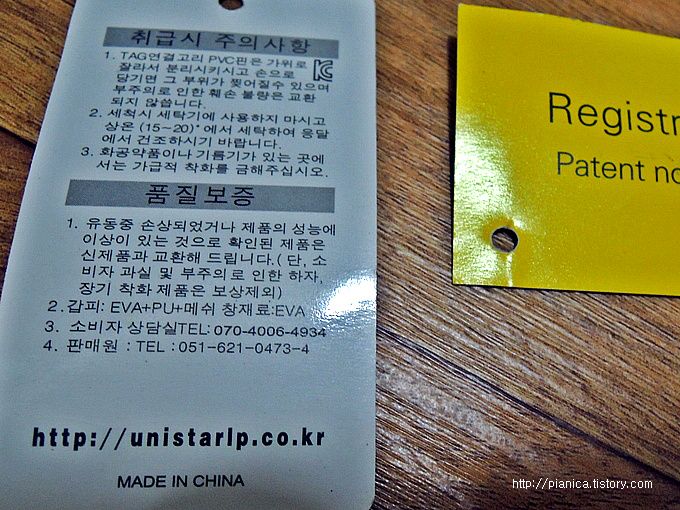 취급시 주의사항
1. TAG연결고리 PVC핀은 가위로
잘라서 분리시키시고 손으로
당기면 그 부위가 찢어질수 있으며
부주의로 인한 훼손 불량은 교환
되지 않습니다.
2. 세척시 세탁기에 사용하지 마시고
상온 (15~20)°에서 세탁하여 응달
에서 건조하시기 바랍니다.
3. 화공약품이나 기름기가 있는 곳에
서는 가급적 착화를 금해주십시오.
품질보증
1. 유동중 손상되었거나 제품의 성능에
이상이 있는 것으로 확인된 제품은
신제품과 교환해 드립니다.( 단, 소
비자 과실 및 부주의로 인한 하자,
장기 착화 제품은 보상제외)
2.갑피: EVA+PU+메쉬 창재료:EVA
3. 소비자 상담실TEL: 070-4006-4934
4. 판매원 : TEL : 051-621-0473-4
http://unistarlp.co.kr
MADE IN CHINA
Registr
Patent no
http://pianica.tistory.com